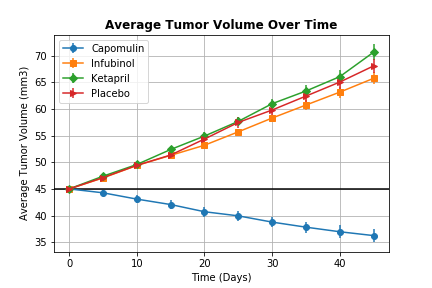 Average Tumor Volume Over Time
Average Tumor Volume (mm3)
70
65
60
55
50
45
40
35
Capomulin
Infubinol
Ketapril
Placebo
0 10 20 30 40
Time (Days)